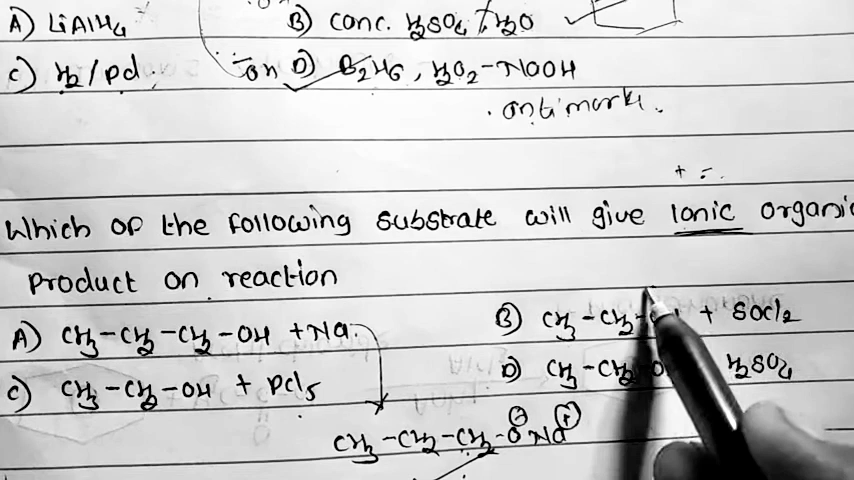 A) LiAlH4 B) conc. H2SO4 / H2O
C) H2/pd. D) B2H6, H2O2-NaOH
. antimark.
+ -
Which of the following substrate will give Ionic organic
product on reaction
A) CH3-CH2-CH2-OH +Na B) CH3-CH2- + SOCl2
C) CH3-CH2-OH + PCl5 D) CH3-CH2 H2SO4
CH3-CH2-CH2-O⊖ Na⊕